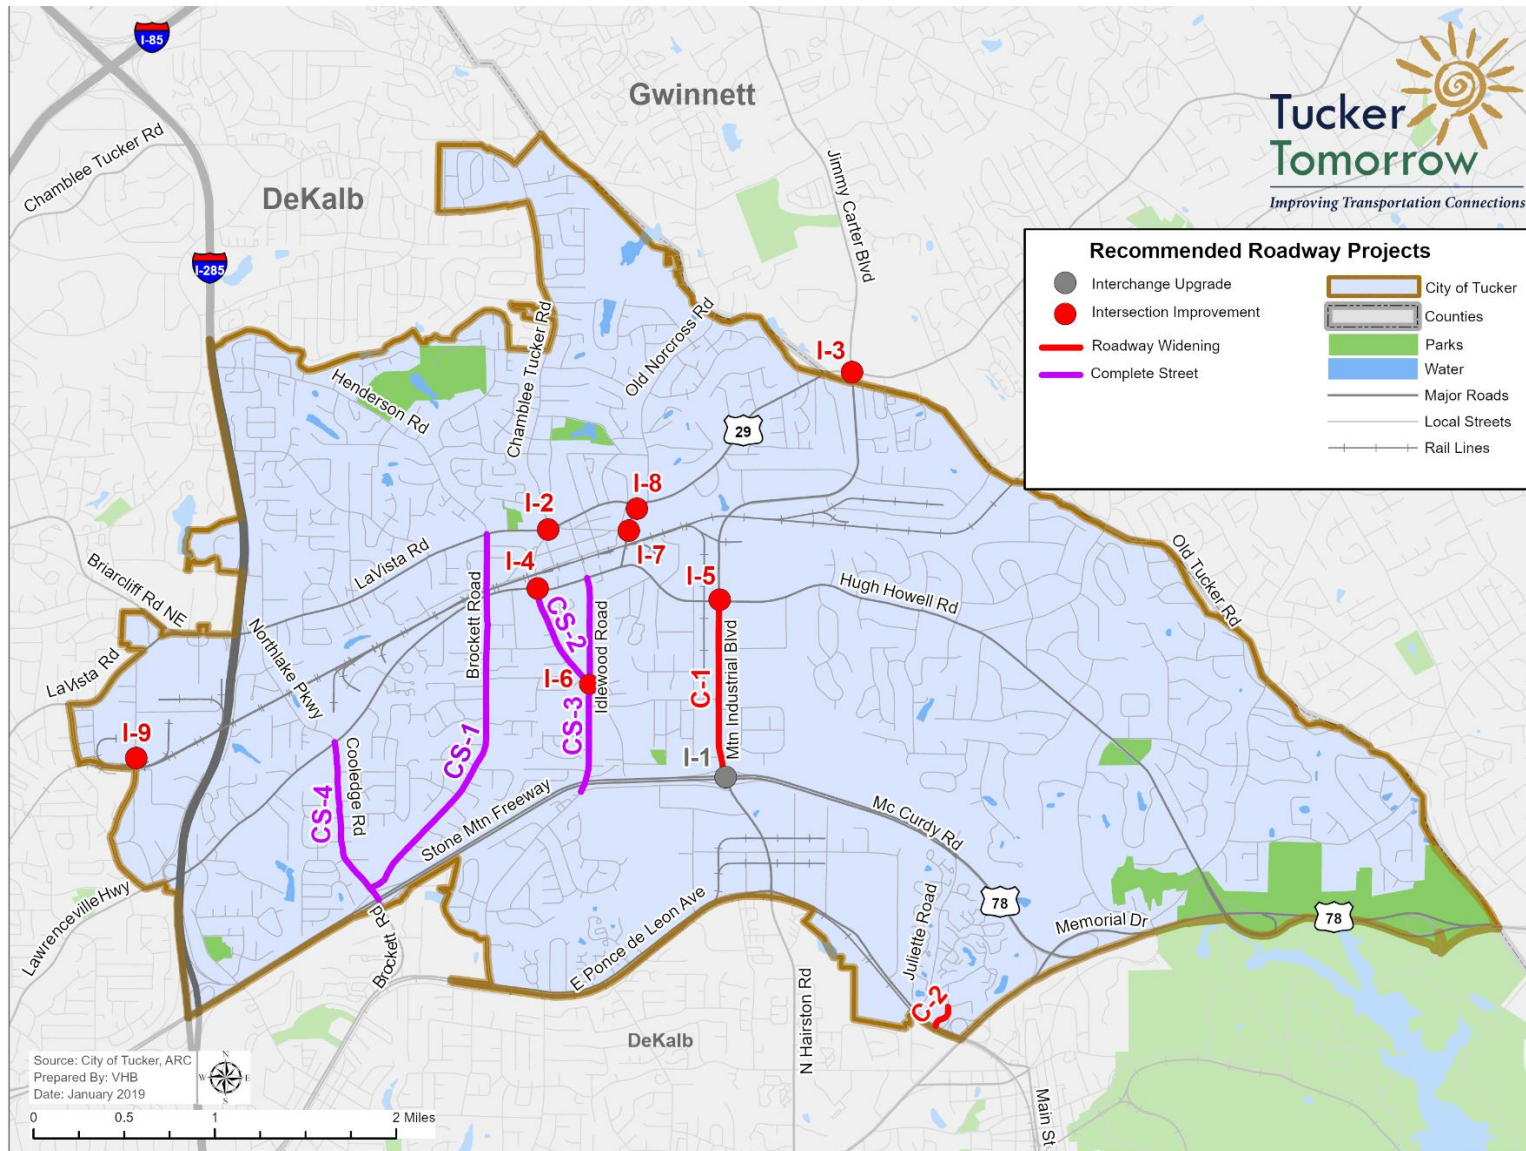 I-85
Gwinnett
Tucker
Tomorrow
Improving Transportation Connections
Chamblee Tucker Rd
DeKalb
Jimmy Carter Blvd
I-285
Recommended Roadway Projects
Interchange Upgrade
Intersection Improvement
Roadway Widening
Complete Street
City of Tucker
Counties
Parks
Water
Major Roads
Local Streets
Rail Lines
Old Norcross Rd
Chamblee Tucker Rd
Henderson Rd
I-3
29
I-8
I-2
I-7
I-4
I-5
LaVista Rd
Briarcliff Rd NE
Brockett Road
CS-2
Idlewood Road
Hugh Howell Rd
Old Tucker Rd
Northlake Pkwy
LaVista Rd
I-6
C-1
Mtn Industrial Blvd
CS-3
CS-1
I-9
I-1
Cooledge Rd
CS-4
Stone Mtn Freeway
Mc Curdy Rd
Lawrenceville Hwy
Brockett Rd
E Ponce de Leon Ave
Juliette Road
78
Memorial Dr
78
C-2
N Hairston Rd
DeKalb
Main St
Source: City of Tucker, ARC
Prepared By: VHB
Date: January 2019
N
W
E
S
0 0.5 1 2 Miles